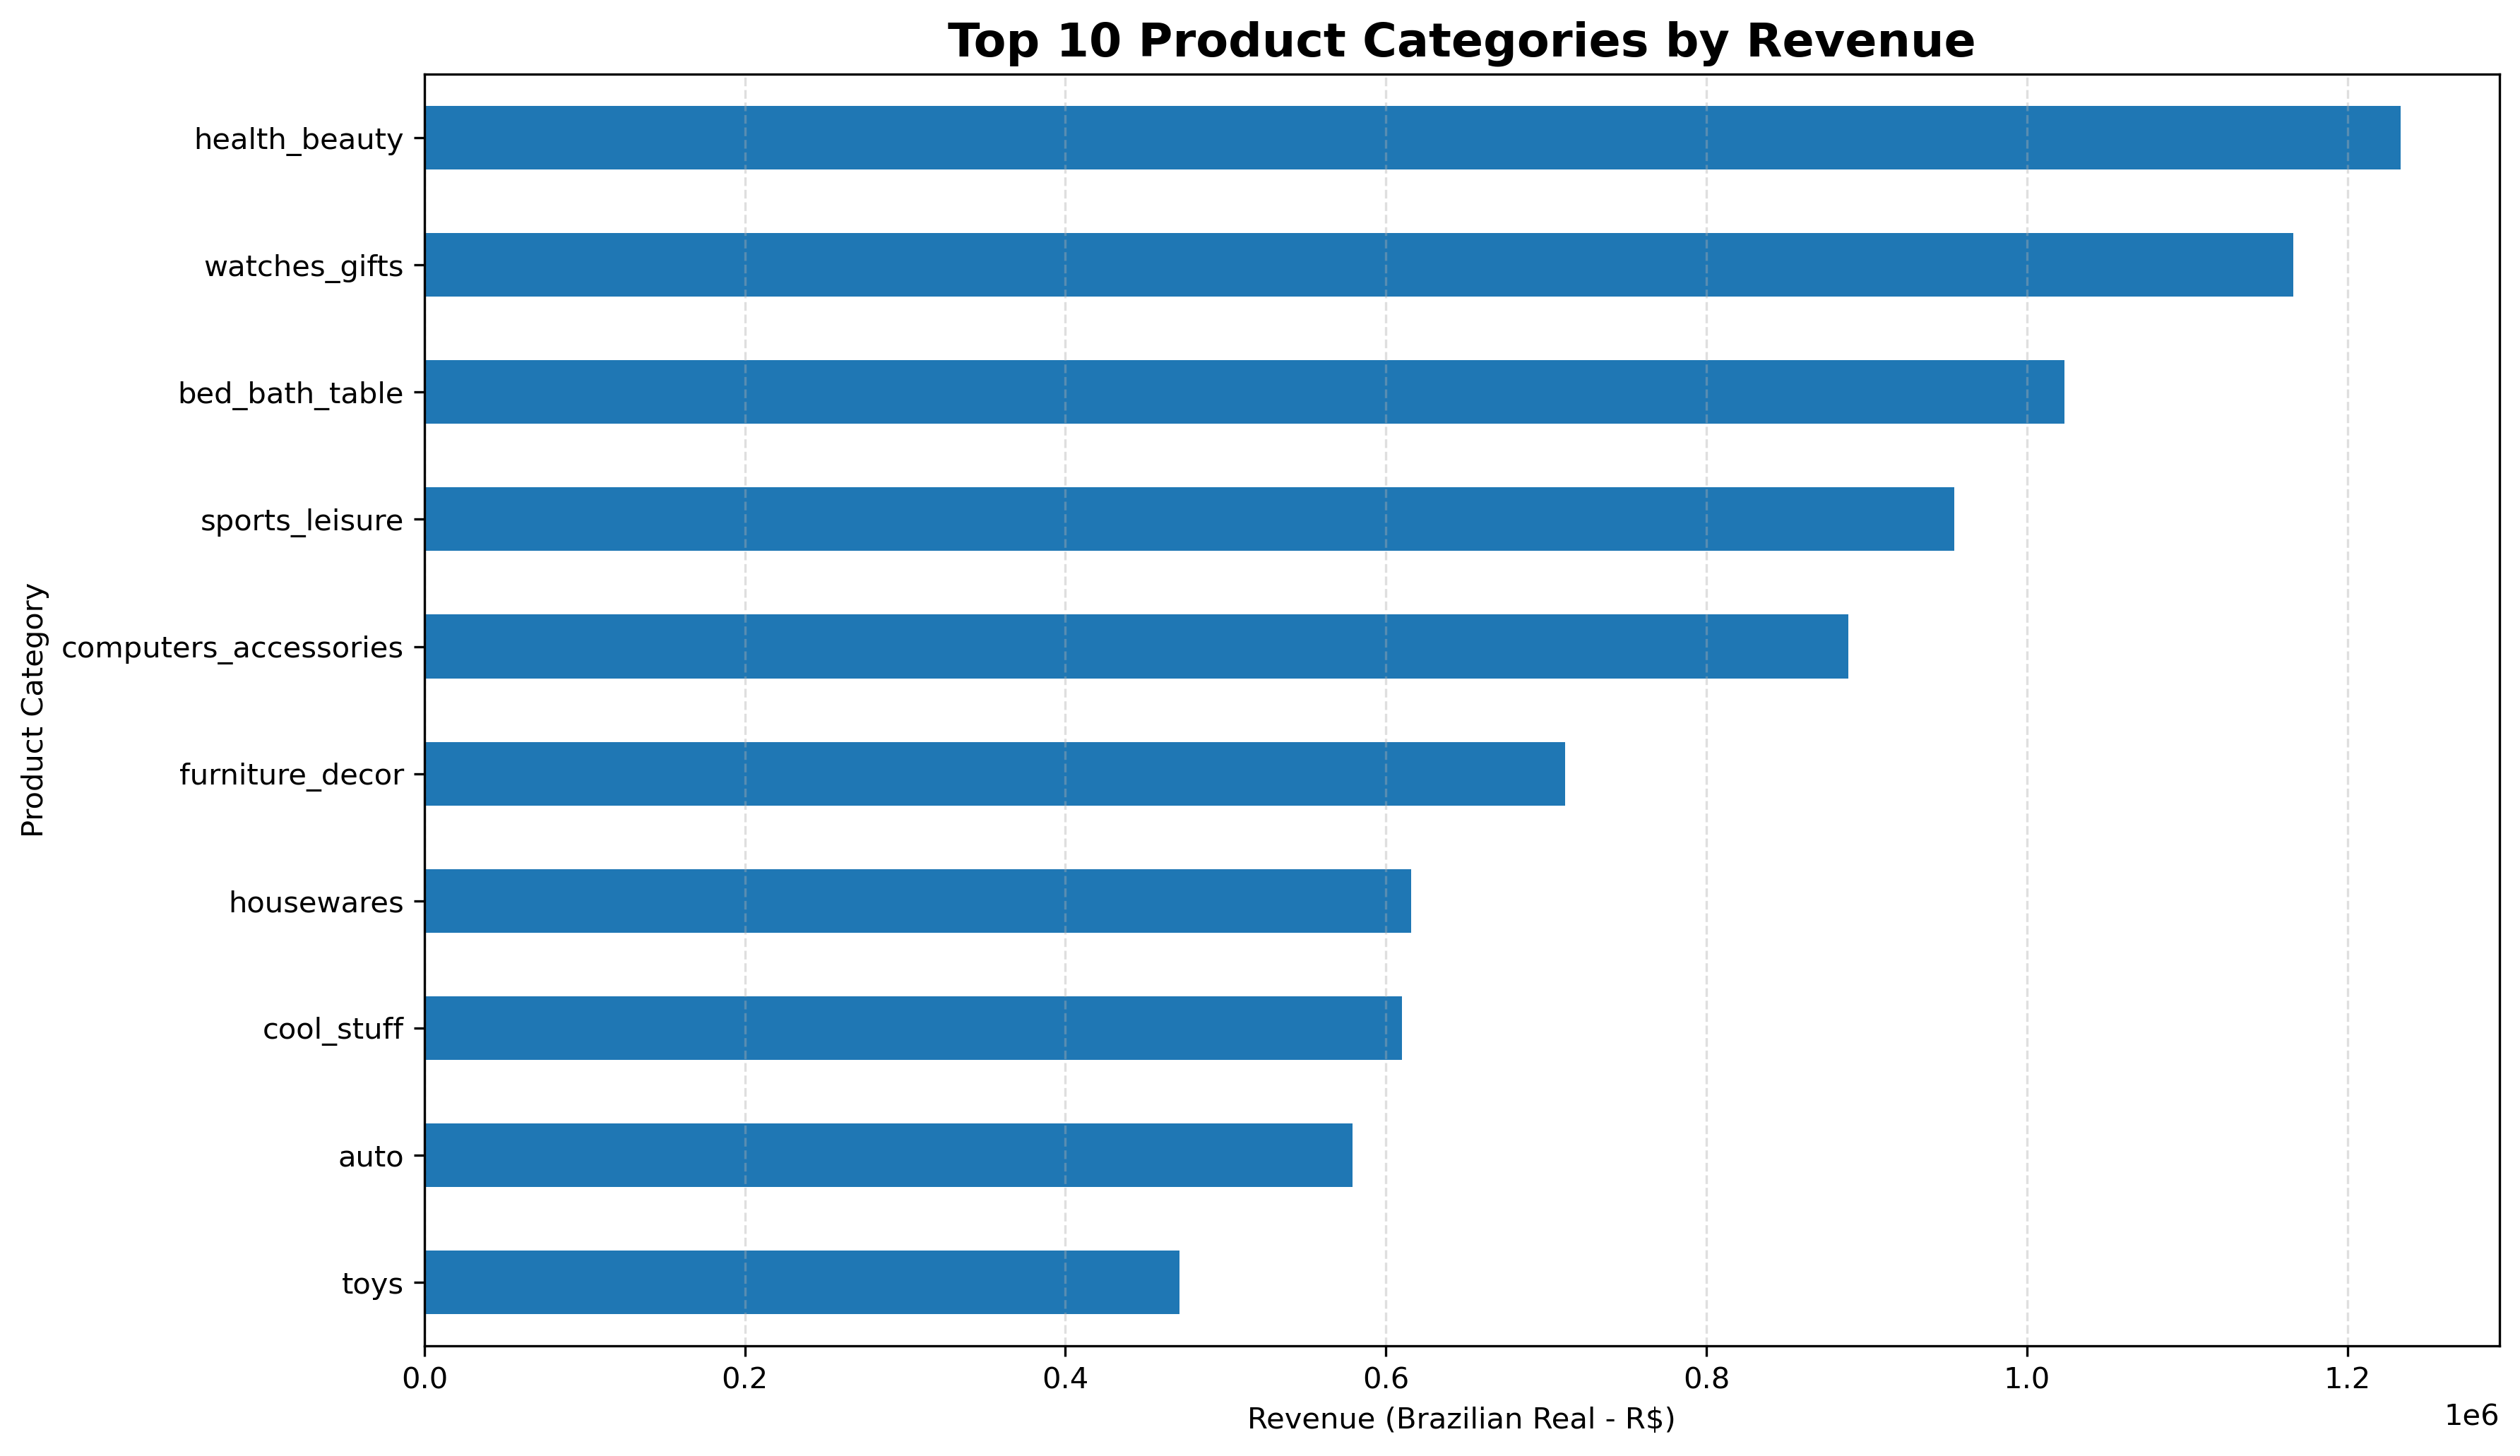 Top 10 Product Categories by Revenue
health_beauty
watches_gifts
bed_bath_table
sports_leisure
computers_accessories
furniture_decor
housewares
cool_stuff
auto
toys
Product Category
0.0 0.2 0.4 0.6 0.8 1.0 1.2
Revenue (Brazilian Real - R$)
1e6